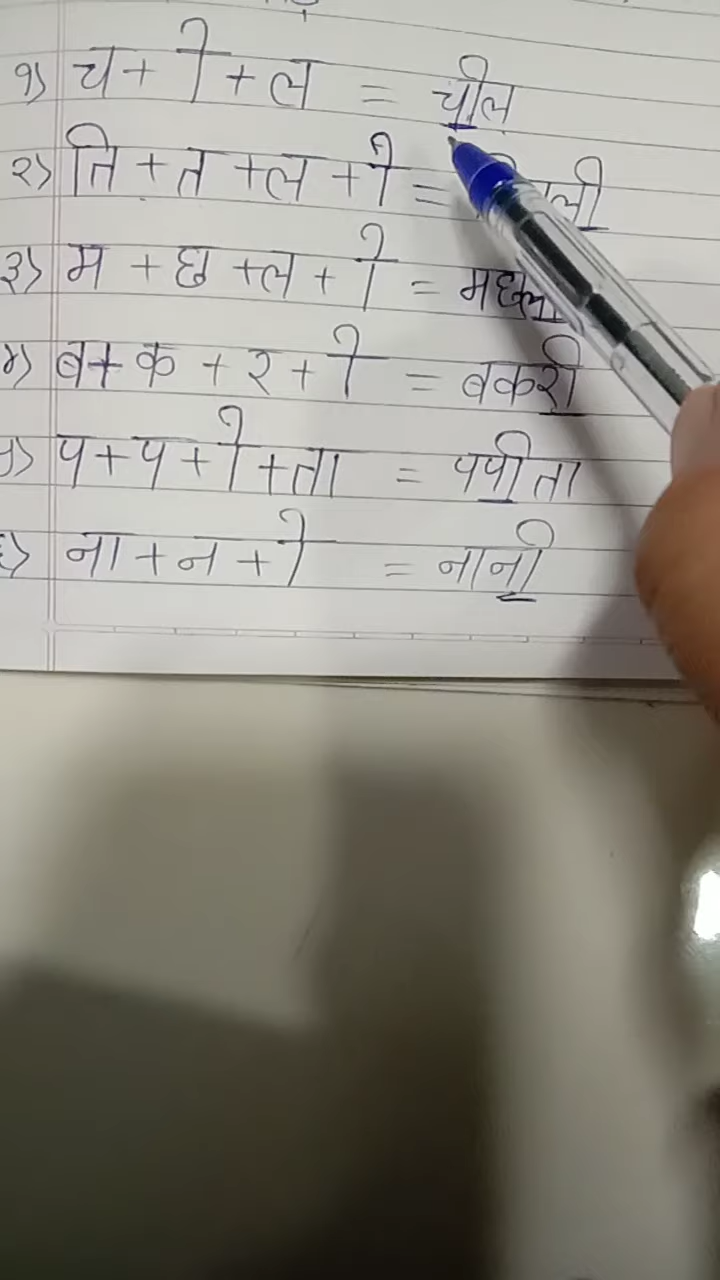 १) च + ी + ल = चील
२) ति + त + ल + ी =
३) म + छ + ल + ी =
४) ब + क + र + ी = बकरी
५) प + प + ी + ता = पपीता
६) ना + न + ी = नानी